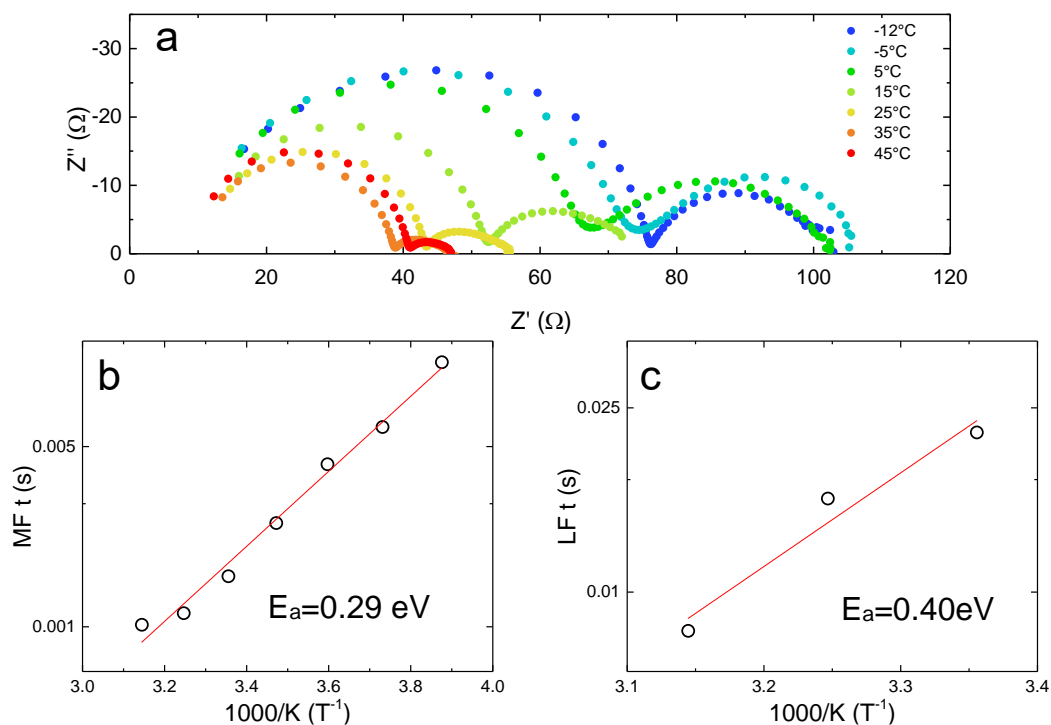 a
-30
-20
-10
0
Z" (Ω)
-12°C
-5°C
5°C
15°C
25°C
35°C
45°C
0 20 40 60 80 100 120
Z' (Ω)
b
0.005
0.001
MF t (s)
Ea=0.29 eV
3.0 3.2 3.4 3.6 3.8 4.0
1000/K (T-1)
c
0.025
0.01
LF t (s)
Ea=0.40eV
3.1 3.2 3.3 3.4
1000/K (T-1)